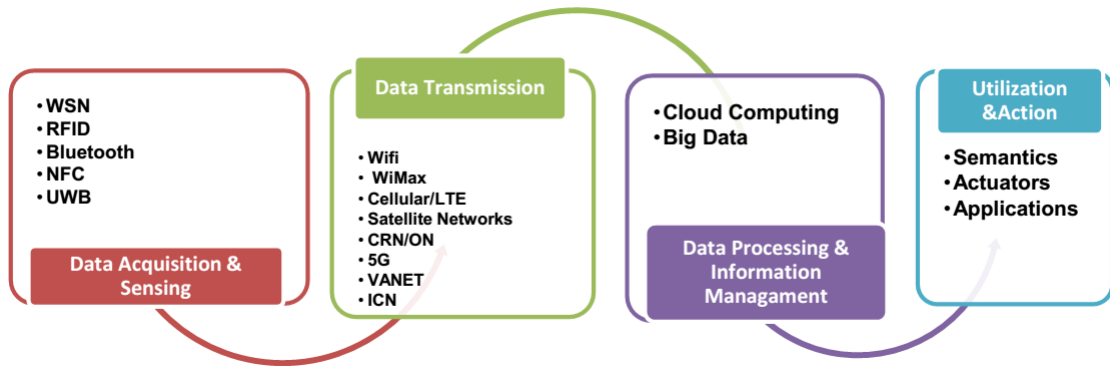 • WSN
• RFID
• Bluetooth
• NFC
• UWB
Data Acquisition &
Sensing
Data Transmission
• Wifi
• WiMax
• Cellular/LTE
• Satellite Networks
• CRN/ON
• 5G
• VANET
• ICN
• Cloud Computing
• Big Data
Data Processing &
Information
Managament
Utilization
&Action
• Semantics
• Actuators
• Applications